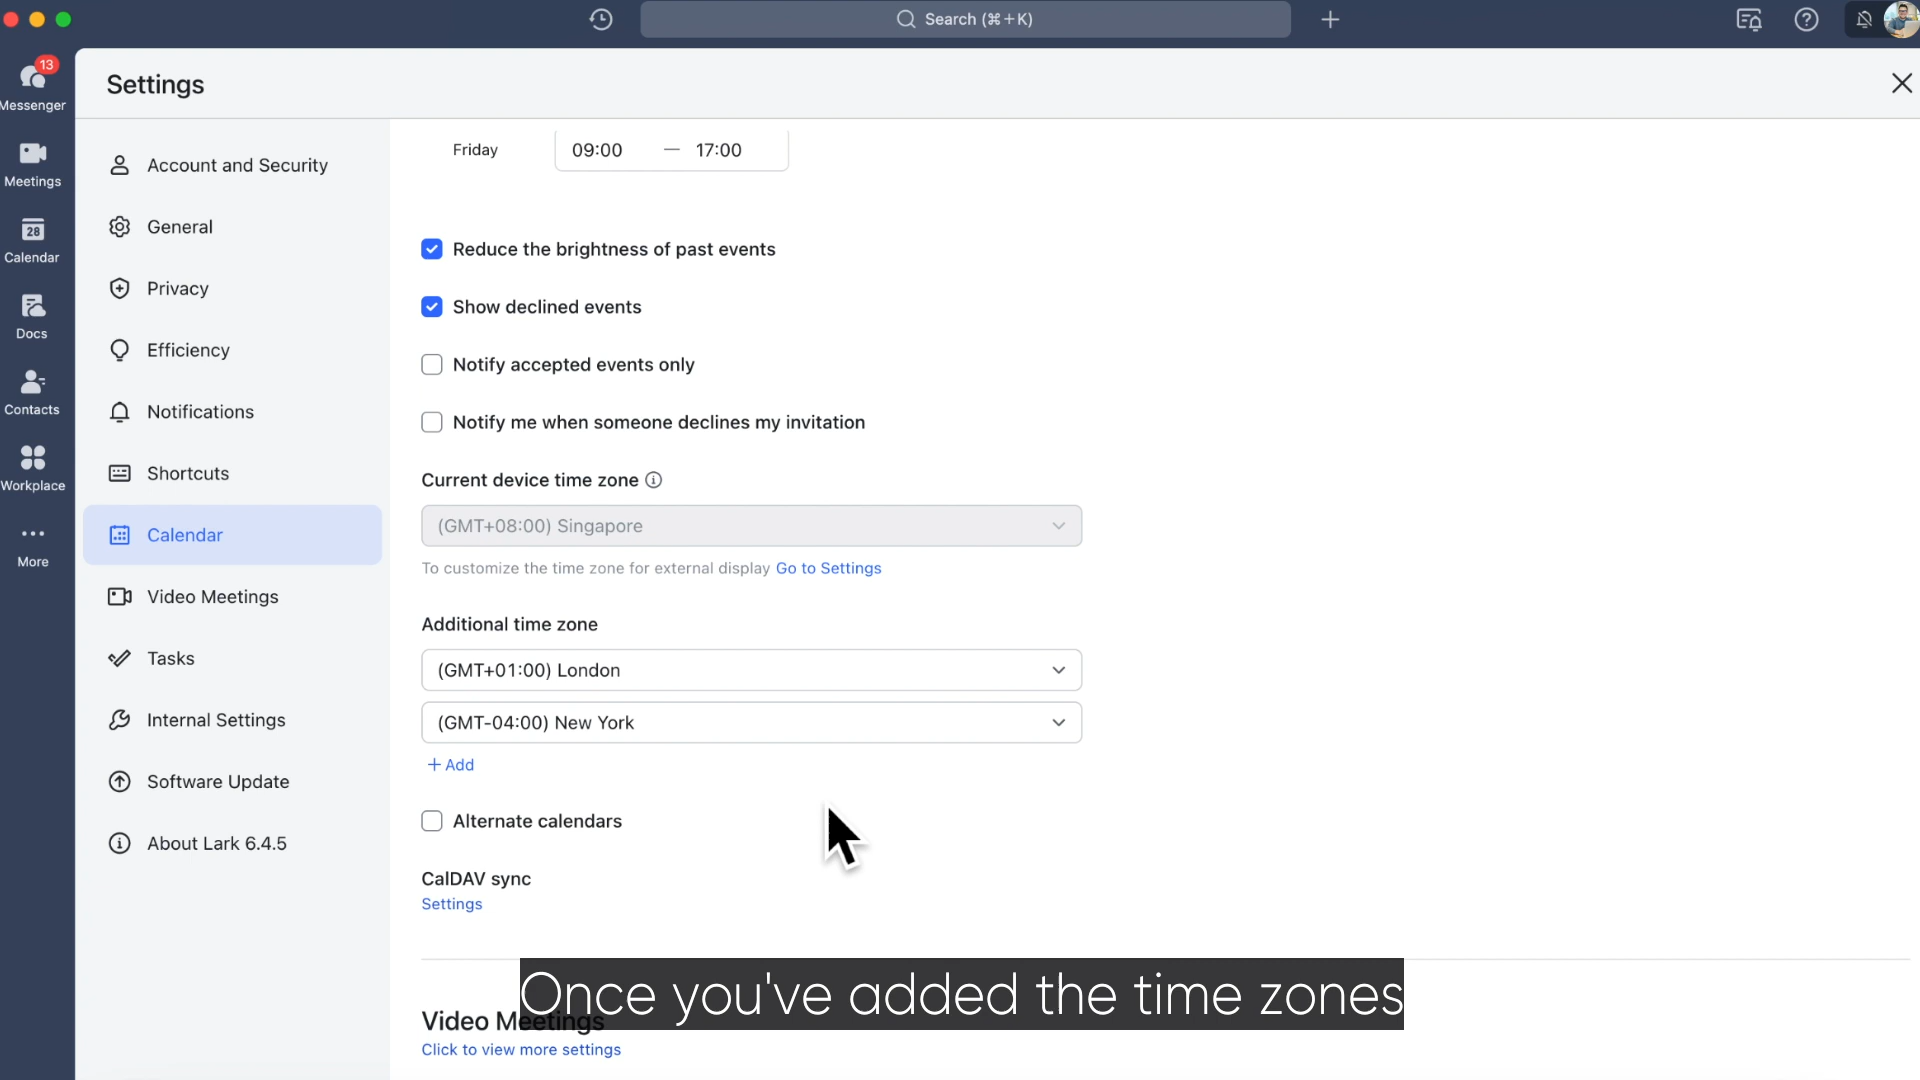 Search (⌘+K)
13
Messenger
Meetings
28
Calendar
Docs
Contacts
Workplace
More
Settings
Account and Security
General
Privacy
Efficiency
Notifications
Shortcuts
Calendar
Video Meetings
Tasks
Internal Settings
Software Update
About Lark 6.4.5
Friday 09:00 — 17:00
Reduce the brightness of past events
Show declined events
Notify accepted events only
Notify me when someone declines my invitation
Current device time zone
(GMT+08:00) Singapore
To customize the time zone for external display Go to Settings
Additional time zone
(GMT+01:00) London
(GMT-04:00) New York
+ Add
Alternate calendars
CalDAV sync
Settings
Once you've added the time zones
Video Meetings
Click to view more settings